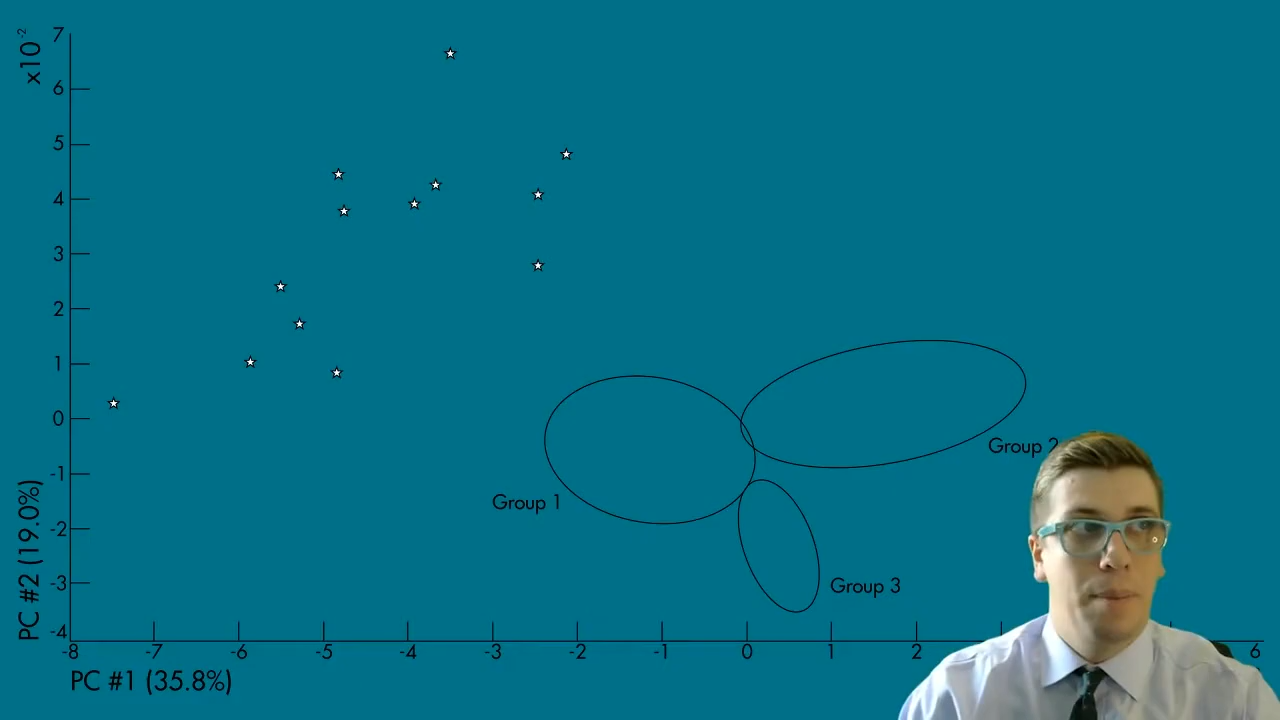 x10-2
7
6
5
4
3
2
1
0
-1
-2
-3
-4
PC #2 (19.0%)
Group 1
Group 2
Group 3
-8 -7 -6 -5 -4 -3 -2 -1 0 1 2 6
PC #1 (35.8%)